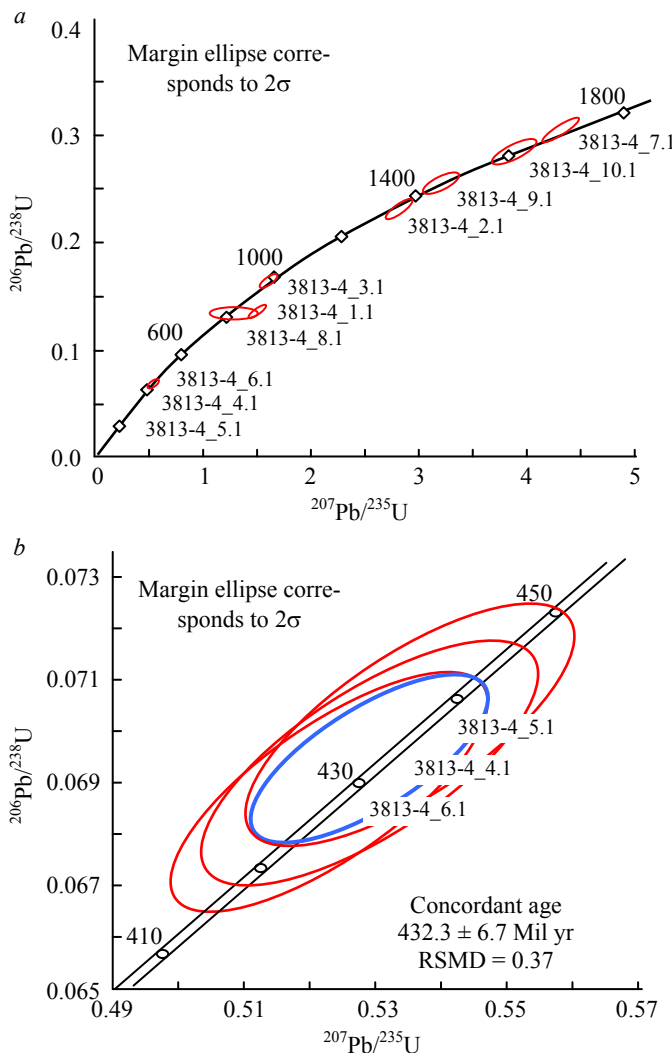 a
Margin ellipse corre-
sponds to 2σ
0.4
0.3
0.2
0.1
0.0
206Pb/238U
1800
1400
1000
600
3813-4_7.1
3813-4_10.1
3813-4_9.1
3813-4_2.1
3813-4_3.1
3813-4_1.1
3813-4_8.1
3813-4_6.1
3813-4_4.1
3813-4_5.1
0 1 2 3 4 5
207Pb/235U
b
Margin ellipse corre-
sponds to 2σ
0.073
0.071
0.069
0.067
0.065
206Pb/238U
450
430
410
3813-4_5.1
3813-4_4.1
3813-4_6.1
Concordant age
432.3 ± 6.7 Mil yr
RSMD = 0.37
0.49 0.51 0.53 0.55 0.57
207Pb/235U